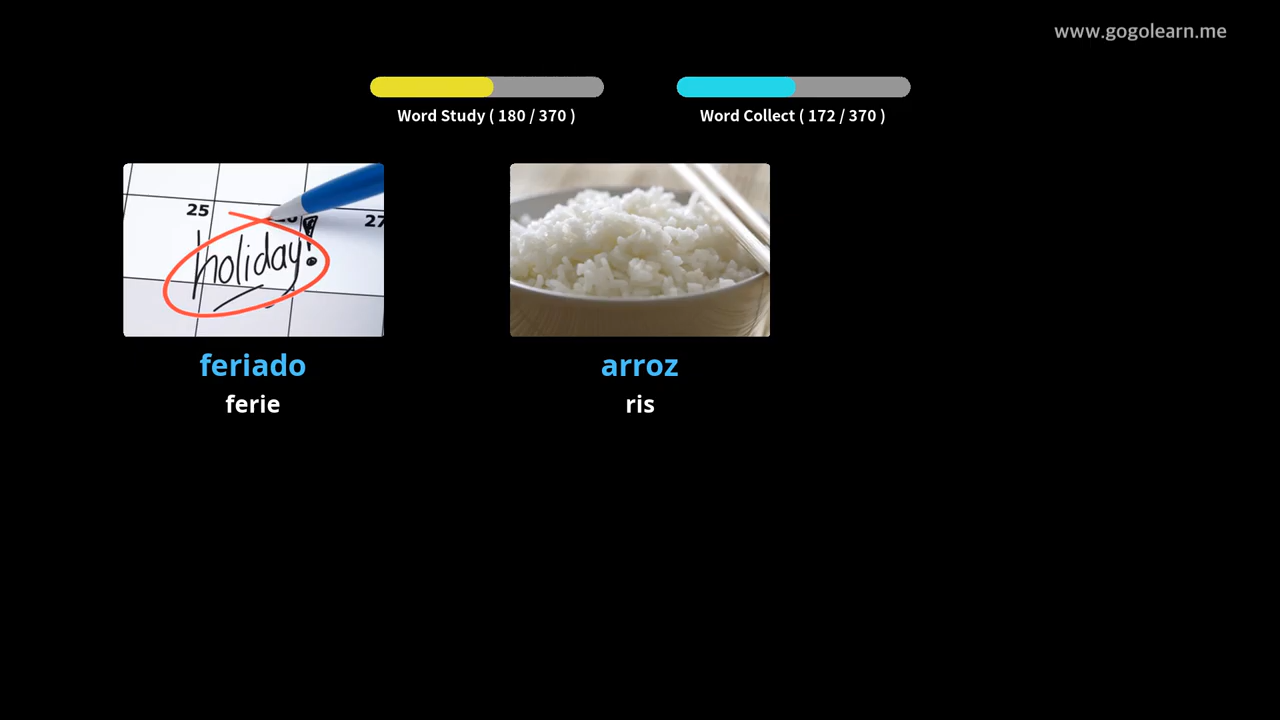 www.gogolearn.me
Word Study ( 180 / 370 )
Word Collect ( 172 / 370 )
25
27
holiday!
feriado
arroz
ferie
ris